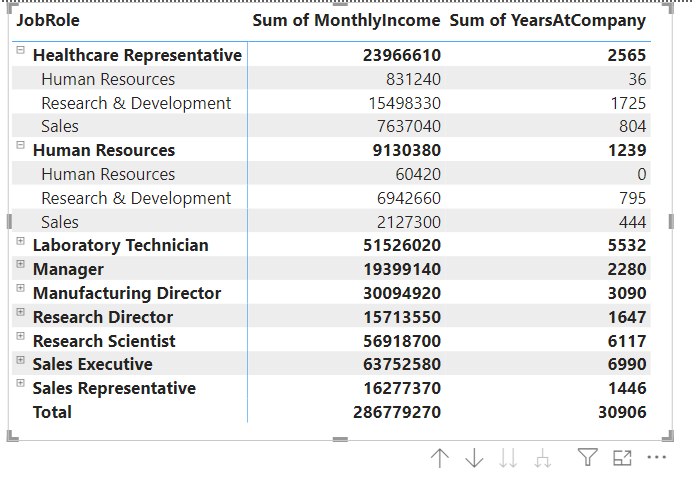 JobRole Sum of MonthlyIncome Sum of YearsAtCompany
Healthcare Representative 23966610 2565
Human Resources 831240 36
Research & Development 15498330 1725
Sales 7637040 804
Human Resources 9130380 1239
Human Resources 60420 0
Research & Development 6942660 795
Sales 2127300 444
Laboratory Technician 51526020 5532
Manager 19399140 2280
Manufacturing Director 30094920 3090
Research Director 15713550 1647
Research Scientist 56918700 6117
Sales Executive 63752580 6990
Sales Representative 16277370 1446
Total 286779270 30906